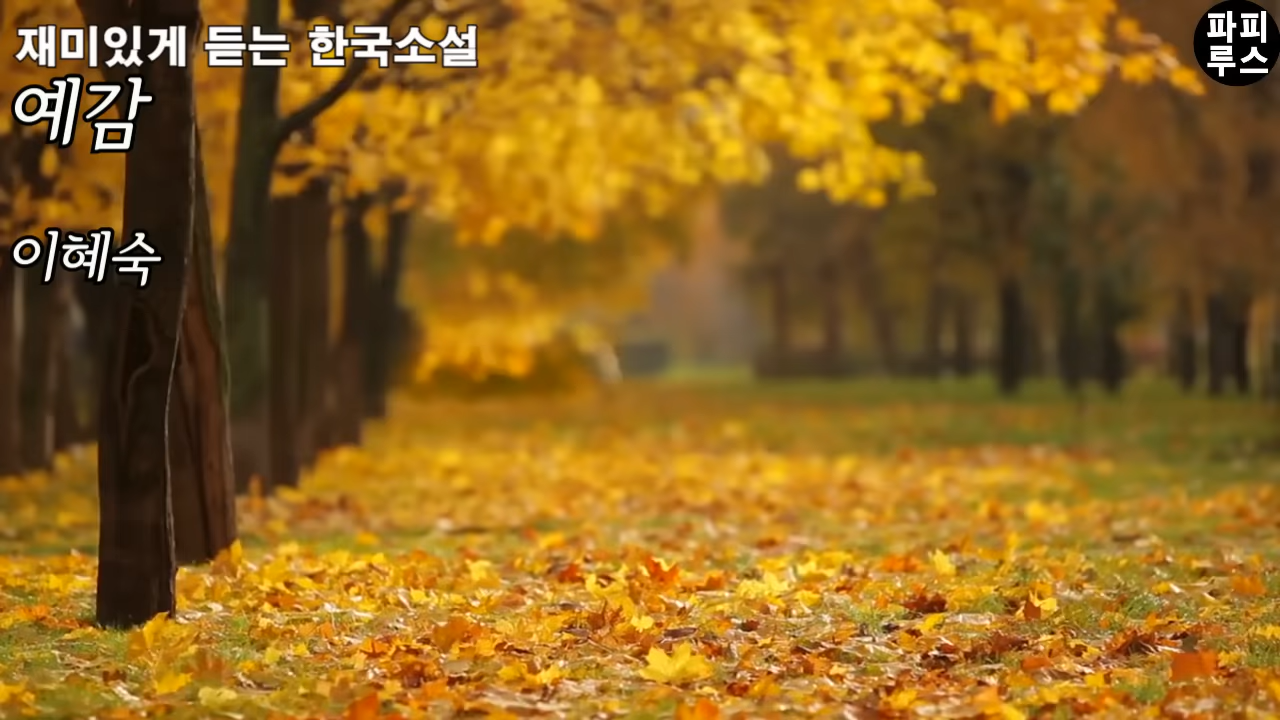 재미있게 듣는 한국소설
예감
이혜숙
파피
루스